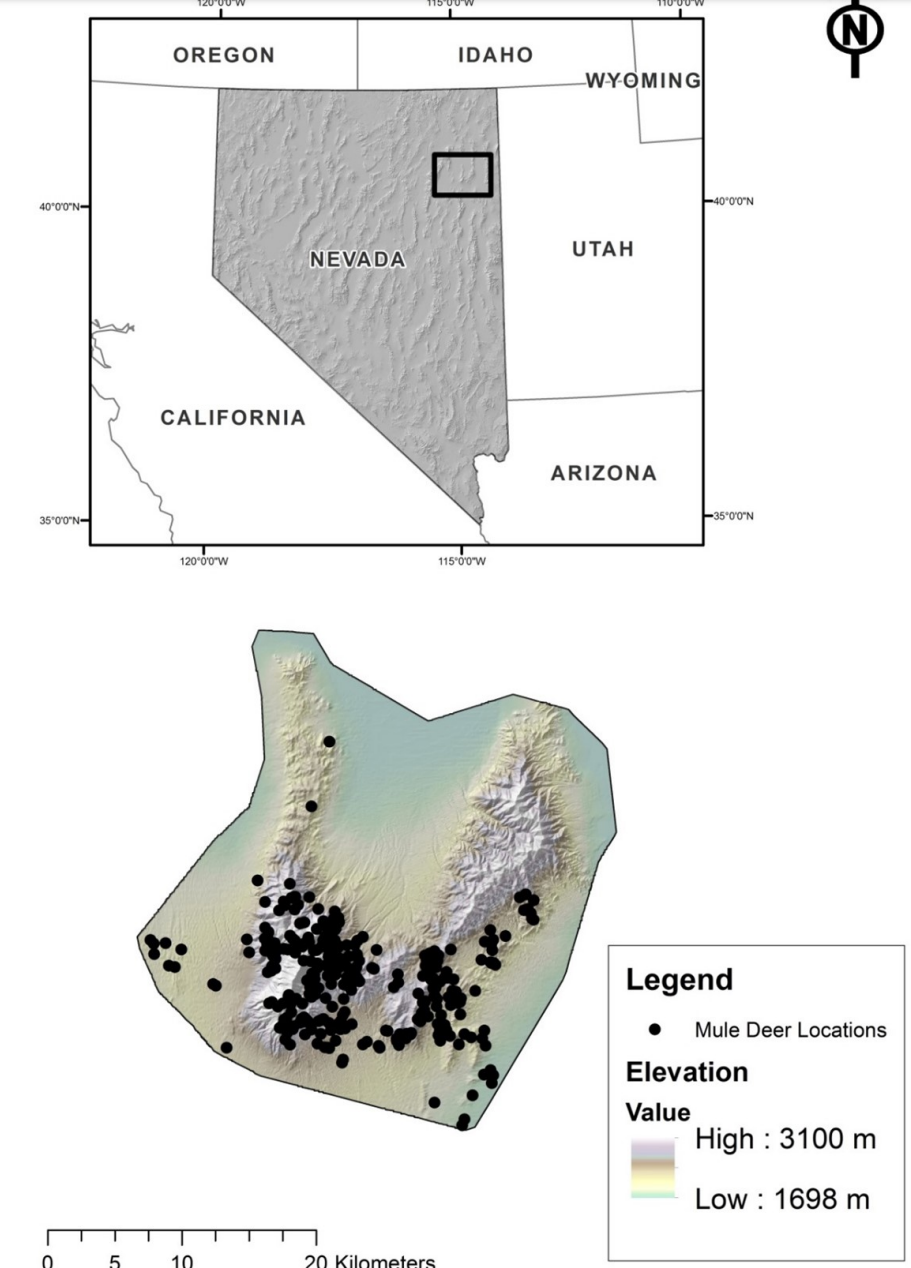 120°0'0"W 115°0'0"W 110°0'0"W
N
OREGON IDAHO
WYOMING
40°0'0"N 40°0'0"N
UTAH
NEVADA
CALIFORNIA
ARIZONA
35°0'0"N 35°0'0"N
120°0'0"W 115°0'0"W
Legend
Mule Deer Locations
Elevation
Value
High : 3100 m
Low : 1698 m
0 5 10 20 Kilometers